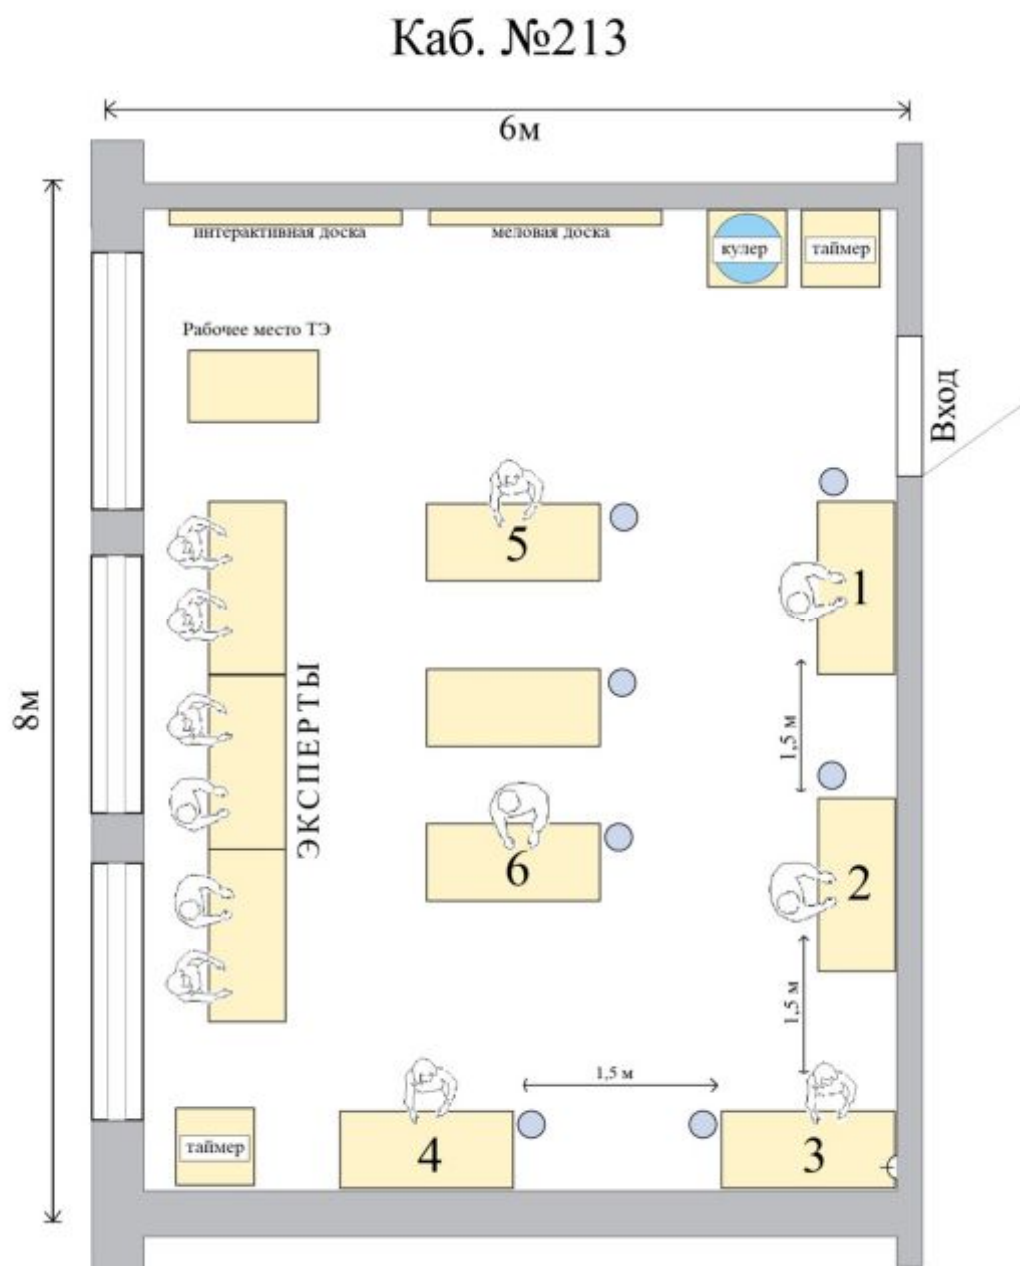 Каб. №213
6м
интерактивная доска
меловая доска
кулер
таймер
Рабочее место ТЭ
Вход
5
1
8м
ЭКСПЕРТЫ
1,5 м
6
2
1,5 м
1,5 м
таймер
4
3